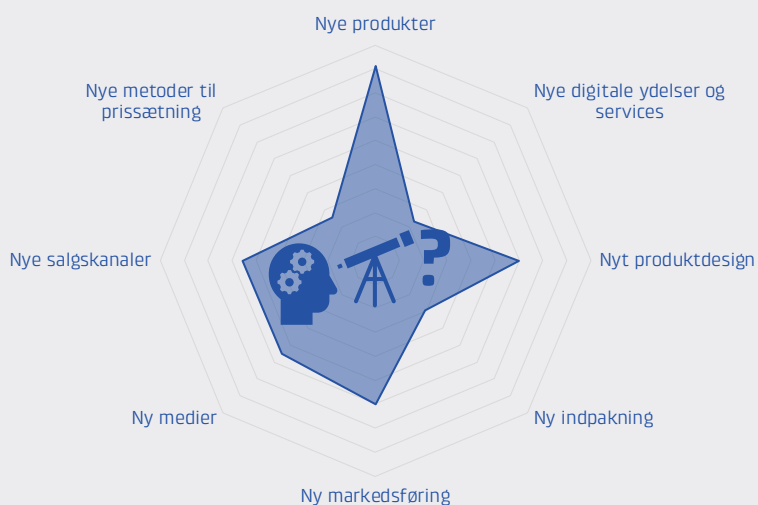 Nye produkter
Nye digitale ydelser og
services
Nyt produktdesign
Ny indpakning
Ny markedsføring
Ny medier
Nye salgskanaler
Nye metoder til
prissætning
?